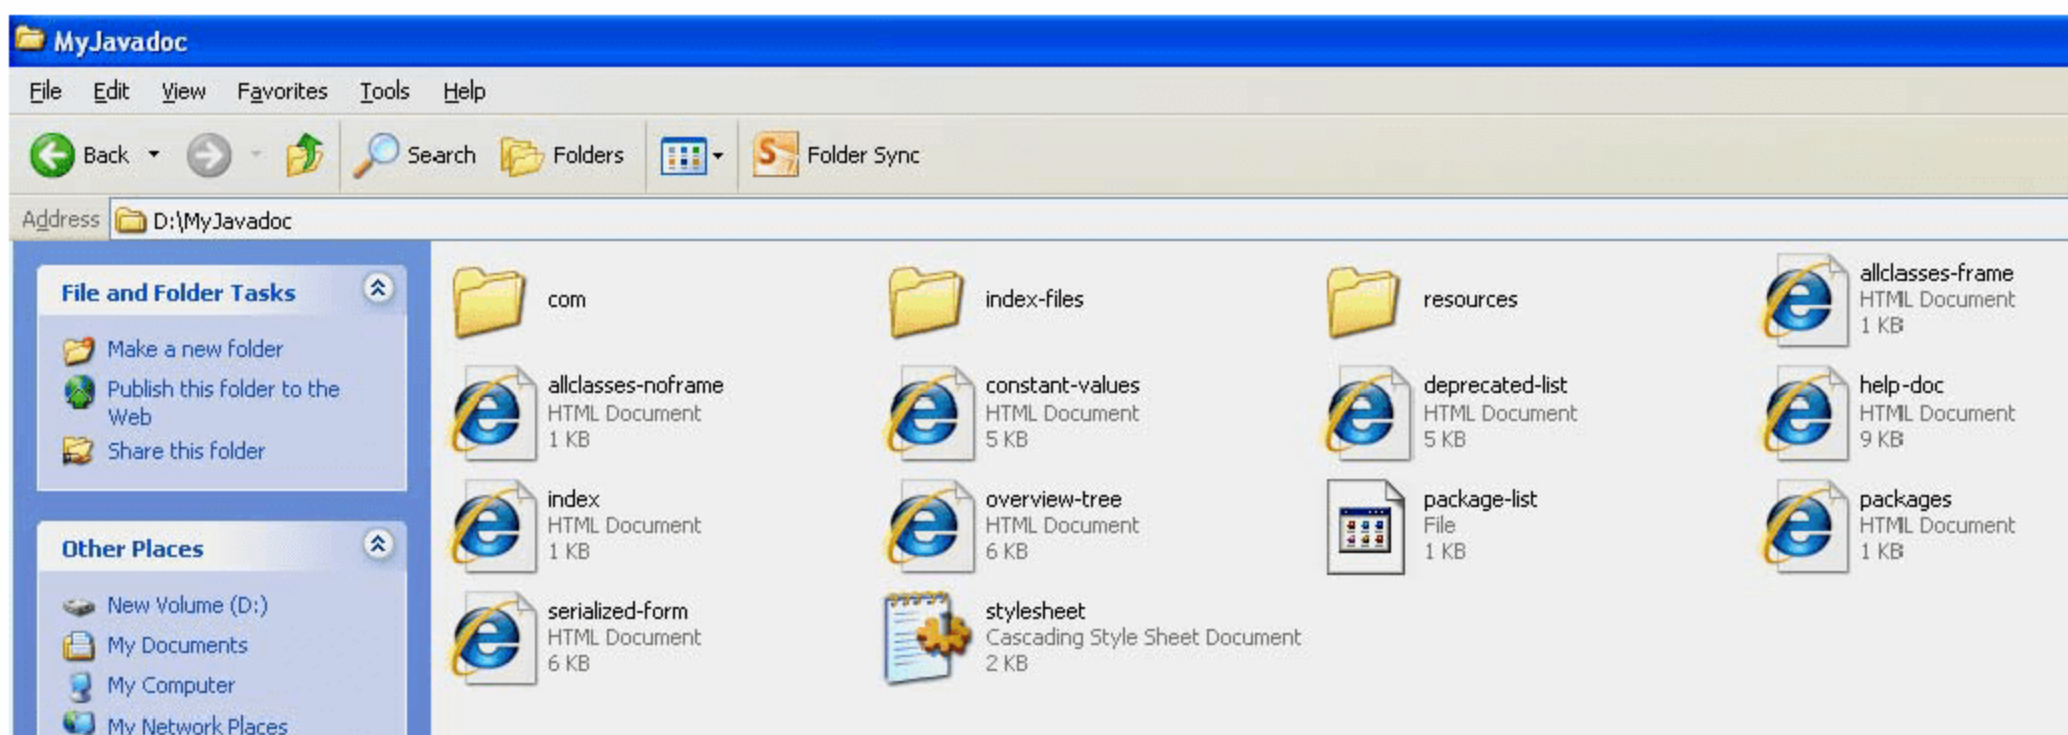 MyJavadoc
File Edit View Favorites Tools Help
Back Search Folders Folder Sync
Address D:\MyJavadoc
File and Folder Tasks
Make a new folder
Publish this folder to the
Web
Share this folder
Other Places
New Volume (D:)
My Documents
My Computer
My Network Places
com
index-files
resources
allclasses-frame
HTML Document
1 KB
allclasses-noframe
HTML Document
1 KB
constant-values
HTML Document
5 KB
deprecated-list
HTML Document
5 KB
help-doc
HTML Document
9 KB
index
HTML Document
1 KB
overview-tree
HTML Document
6 KB
package-list
File
1 KB
packages
HTML Document
1 KB
serialized-form
HTML Document
6 KB
stylesheet
Cascading Style Sheet Document
2 KB